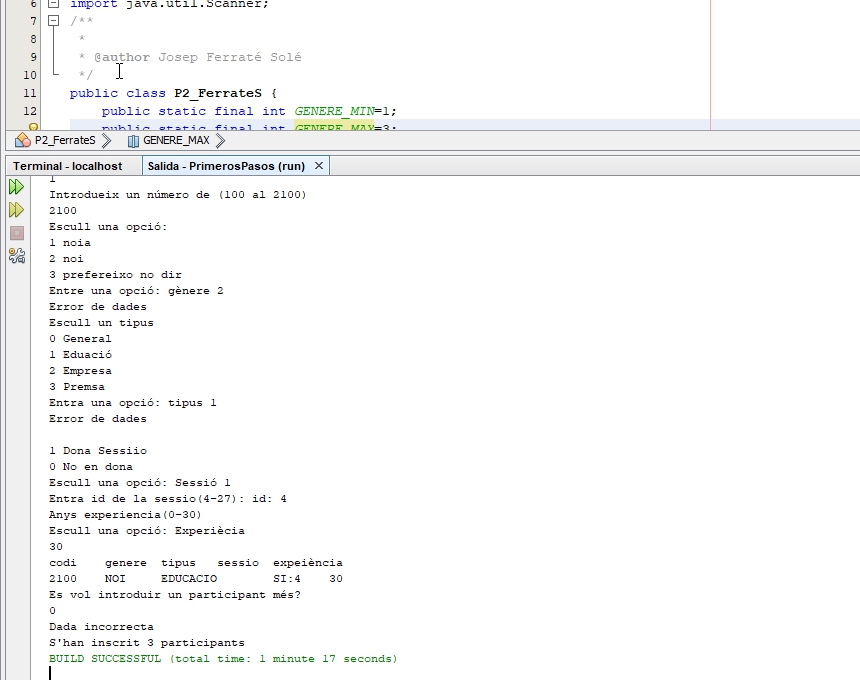 6 import java.util.Scanner;
7 /**
8 *
9 * @author Josep Ferraté Solé
10 */
11 public class P2_FerrateS {
12 public static final int GENERE_MIN=1;
public static final int GENERE_MAX=3;
P2_FerrateS GENERE_MAX
Terminal - localhost Salida - PrimerosPasos (run) ×
1
Introdueix un número de (100 al 2100)
2100
Escull una opció:
1 noia
2 noi
3 prefereixo no dir
Entre una opció: gènere 2
Error de dades
Escull un tipus
0 General
1 Eduació
2 Empresa
3 Premsa
Entra una opció: tipus 1
Error de dades
1 Dona Sessiio
0 No en dona
Escull una opció: Sessió 1
Entra id de la sessio(4-27): id: 4
Anys experiencia(0-30)
Escull una opció: Experiècia
30
codi genere tipus sessio expeiència
2100 NOI EDUCACIO SI:4 30
Es vol introduir un participant més?
0
Dada incorrecta
S'han inscrit 3 participants
BUILD SUCCESSFUL (total time: 1 minute 17 seconds)